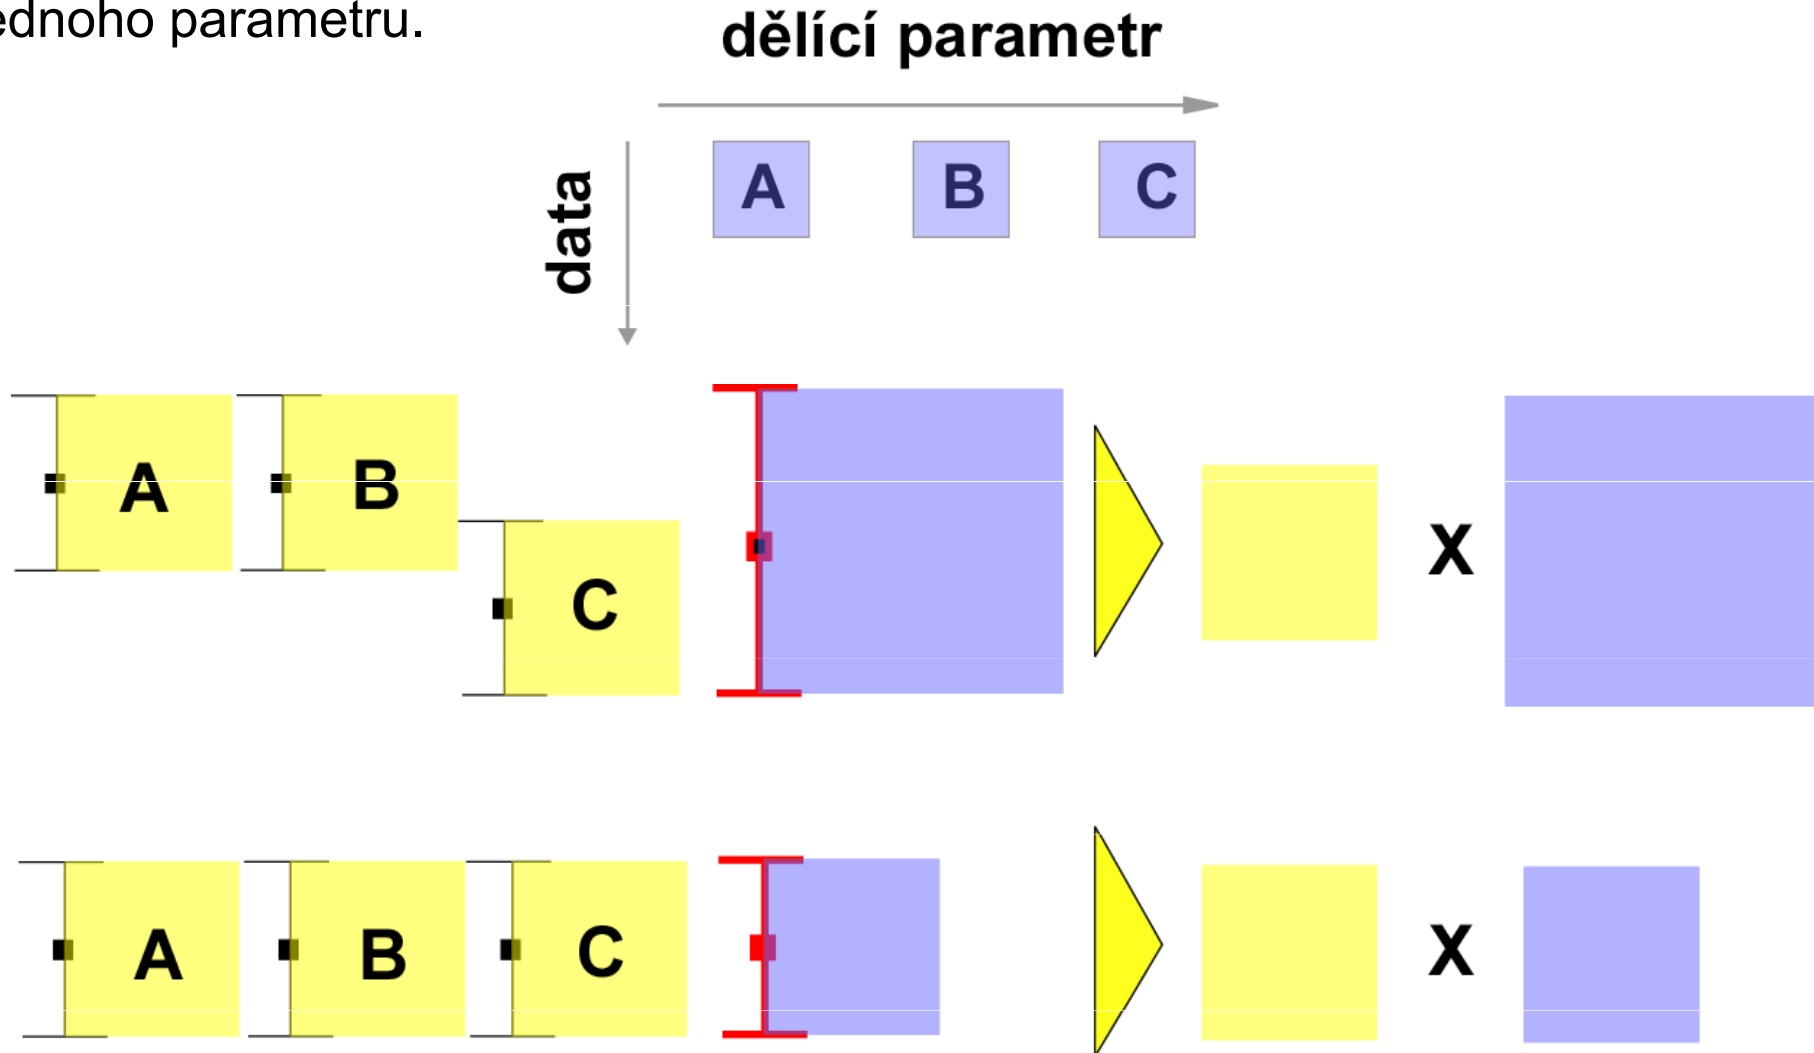 ednoho parametru.
dělící parametr
data
A B C
A B
C
X
A B C
X